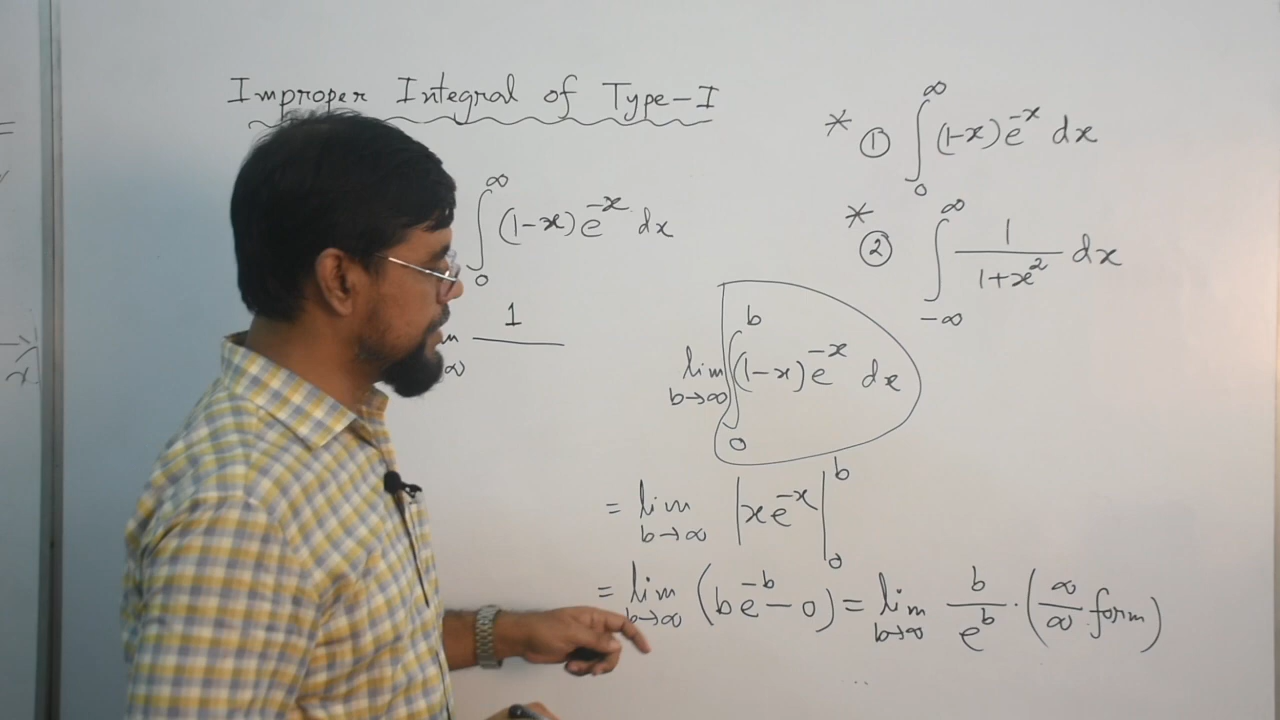 Improper Integral of Type-I
∫₀^∞ (1-x)e^{-x} dx
1
* ① ∫₀^∞ (1-x)e^{-x} dx
* ② ∫_{-∞}^{∞} 1/(1+x²) dx
lim_{b→∞} ∫₀^b (1-x)e^{-x} dx
= lim_{b→∞} |xe^{-x}|₀^b
= lim_{b→∞} (be^{-b} - 0) = lim_{b→∞} b/e^b · (∞/∞ form)